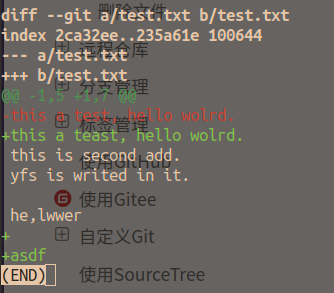 diff --git a/test.txt b/test.txt
删除文件
index 2ca32ee..235a61e 100644
远程仓库
--- a/test.txt
+++ b/test.txt
分支管理
@@ -1,5 +1,7 @@
-this a test, hello wolrd.
标签管理
+this a teast, hello wolrd.
this is second add.
使用GitHub
yfs is writed in it.
使用Gitee
he,lwwer
+
自定义Git
+asdf
(END)
使用SourceTree